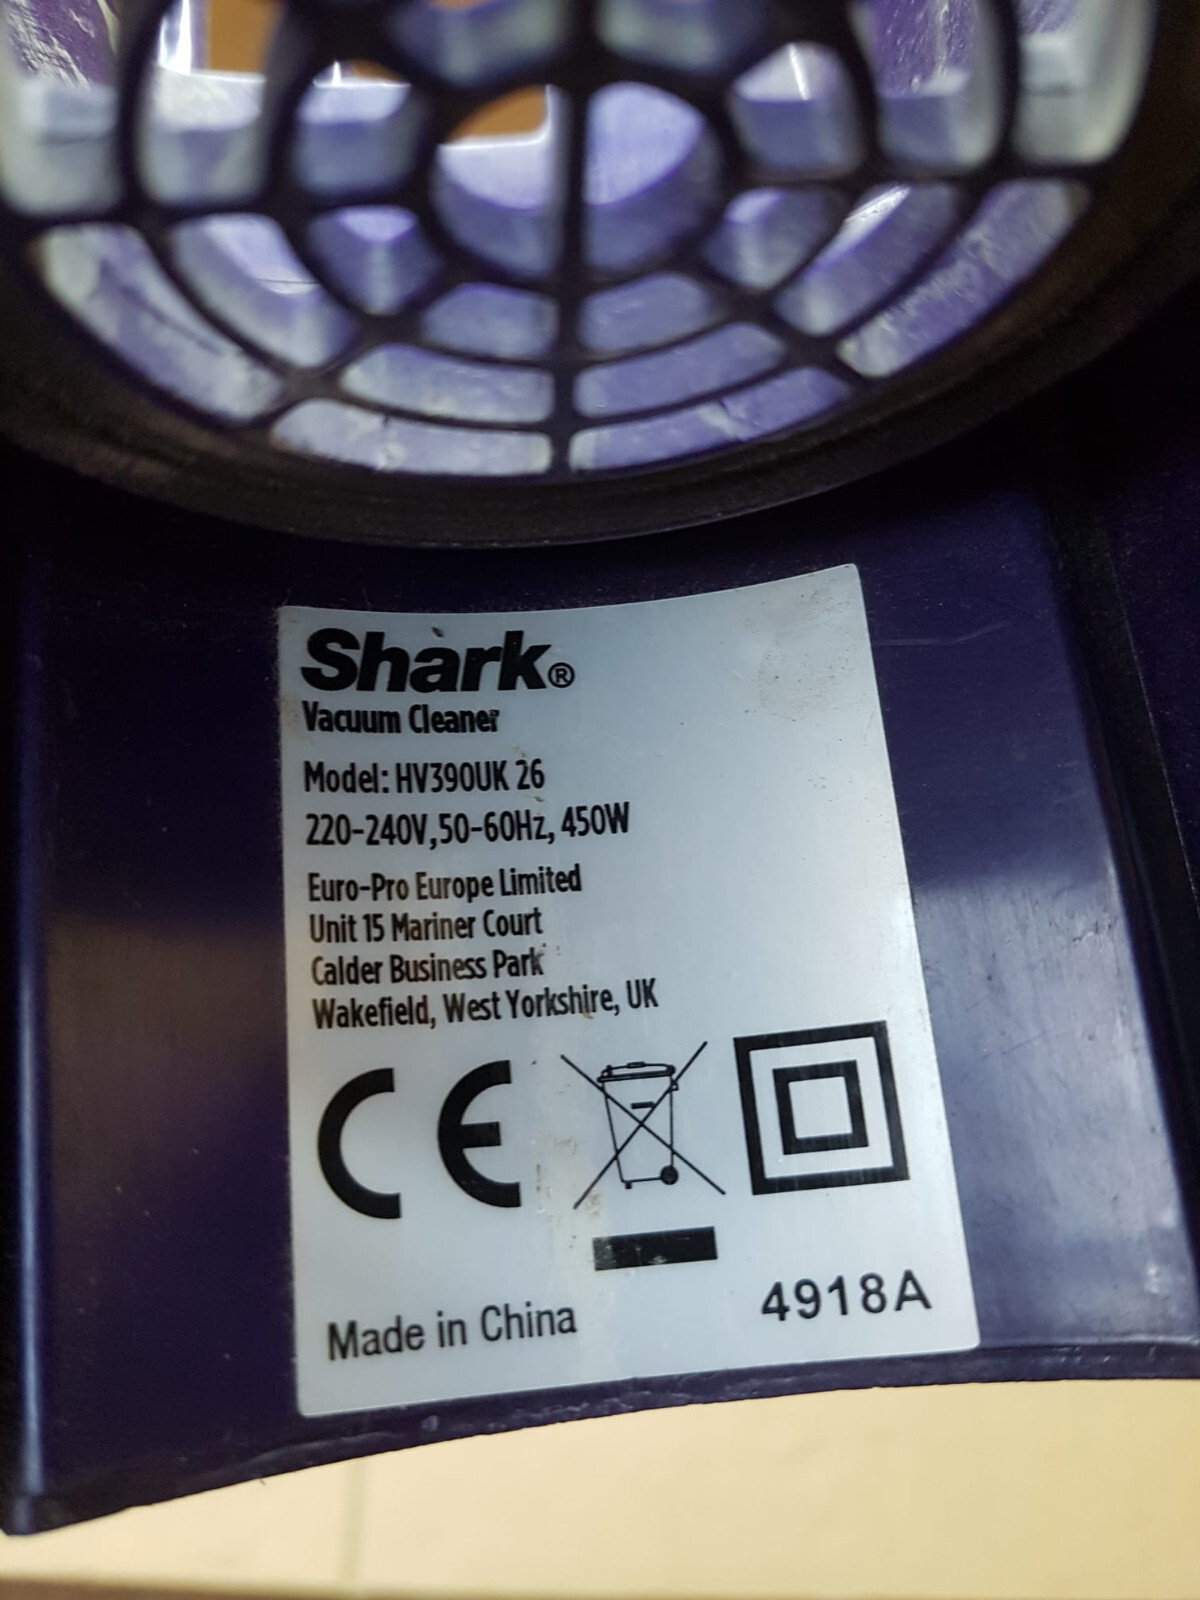 Shark®
Vacuum Cleaner
Model: HV390UK 26
220-240V,50-60Hz, 450W
Euro-Pro Europe Limited
Unit 15 Mariner Court
Calder Business Park
Wakefield, West Yorkshire, UK
CE
Made in China
4918A